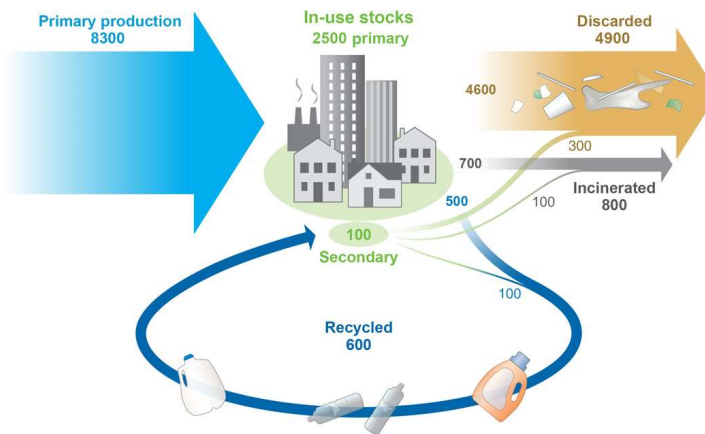 Primary production
8300
In-use stocks
2500 primary
Discarded
4900
4600
300
700
Incinerated
800
500
100
100
Secondary
100
Recycled
600